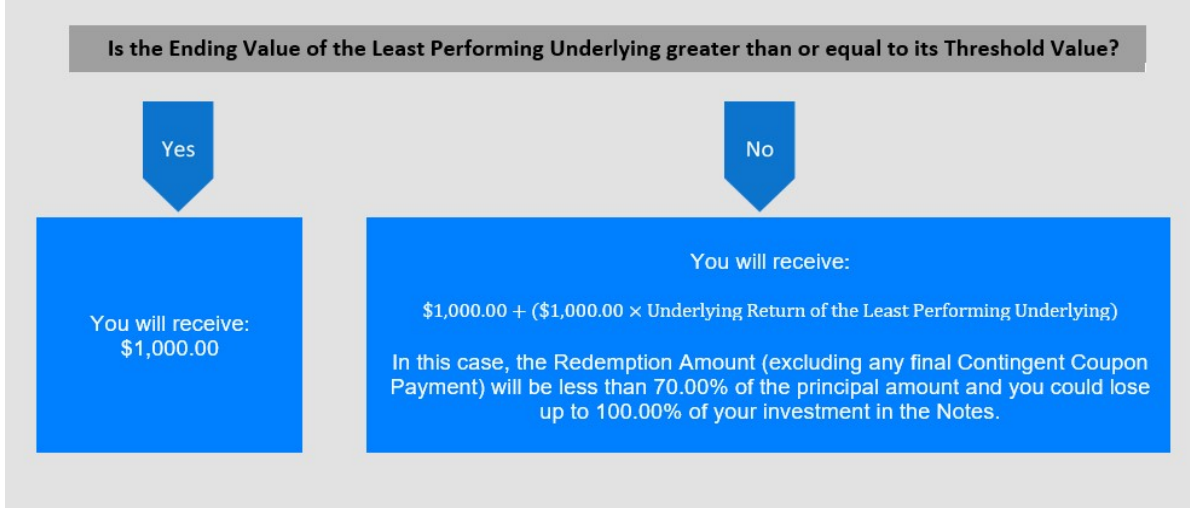 Is the Ending Value of the Least Performing Underlying greater than or equal to its Threshold Value?
Yes
No
You will receive:
$1,000.00
You will receive:
$1,000.00 + ($1,000.00 × Underlying Return of the Least Performing Underlying)
In this case, the Redemption Amount (excluding any final Contingent Coupon
Payment) will be less than 70.00% of the principal amount and you could lose
up to 100.00% of your investment in the Notes.